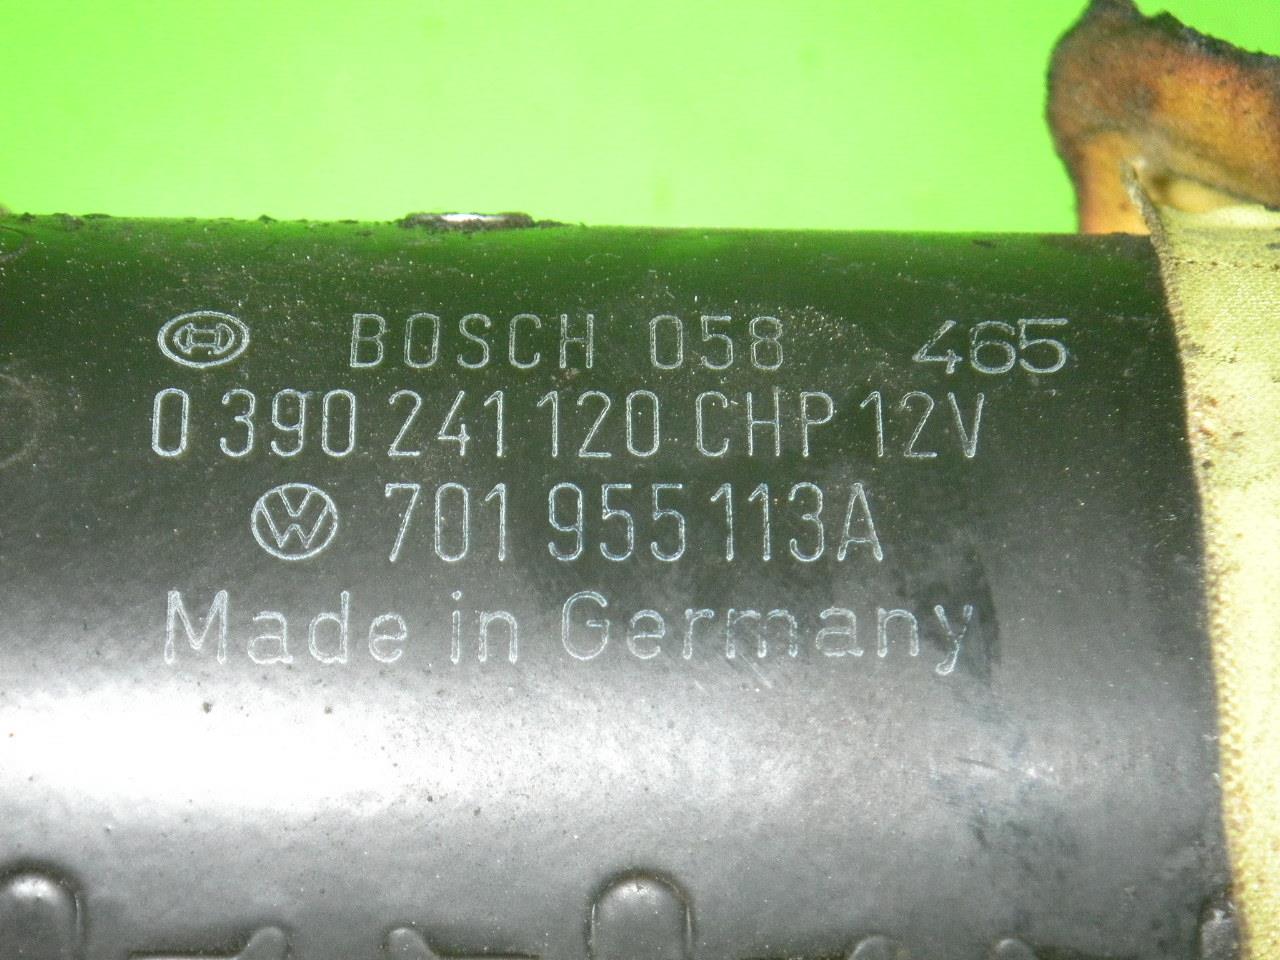 BOSCH 058 465
0 390 241 120 CHP 12V
701 955 113A
Made in Germany